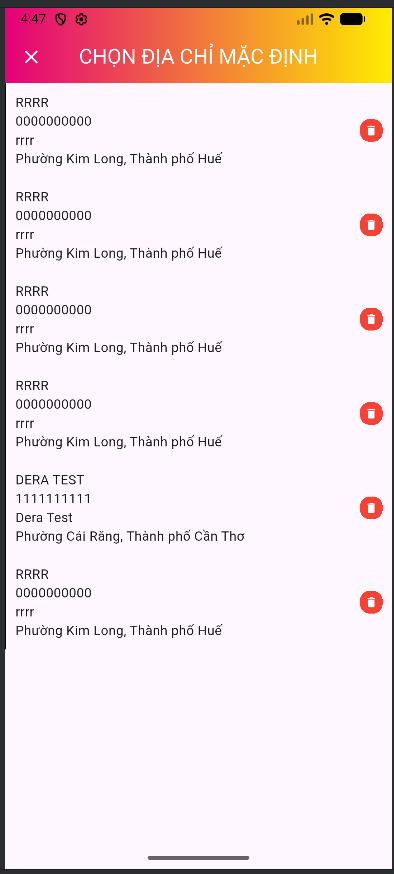 4:47
CHỌN ĐỊA CHỈ MẶC ĐỊNH
RRRR
0000000000
rrrr
Phường Kim Long, Thành phố Huế
RRRR
0000000000
rrrr
Phường Kim Long, Thành phố Huế
RRRR
0000000000
rrrr
Phường Kim Long, Thành phố Huế
RRRR
0000000000
rrrr
Phường Kim Long, Thành phố Huế
DERA TEST
1111111111
Dera Test
Phường Cái Răng, Thành phố Cần Thơ
RRRR
0000000000
rrrr
Phường Kim Long, Thành phố Huế